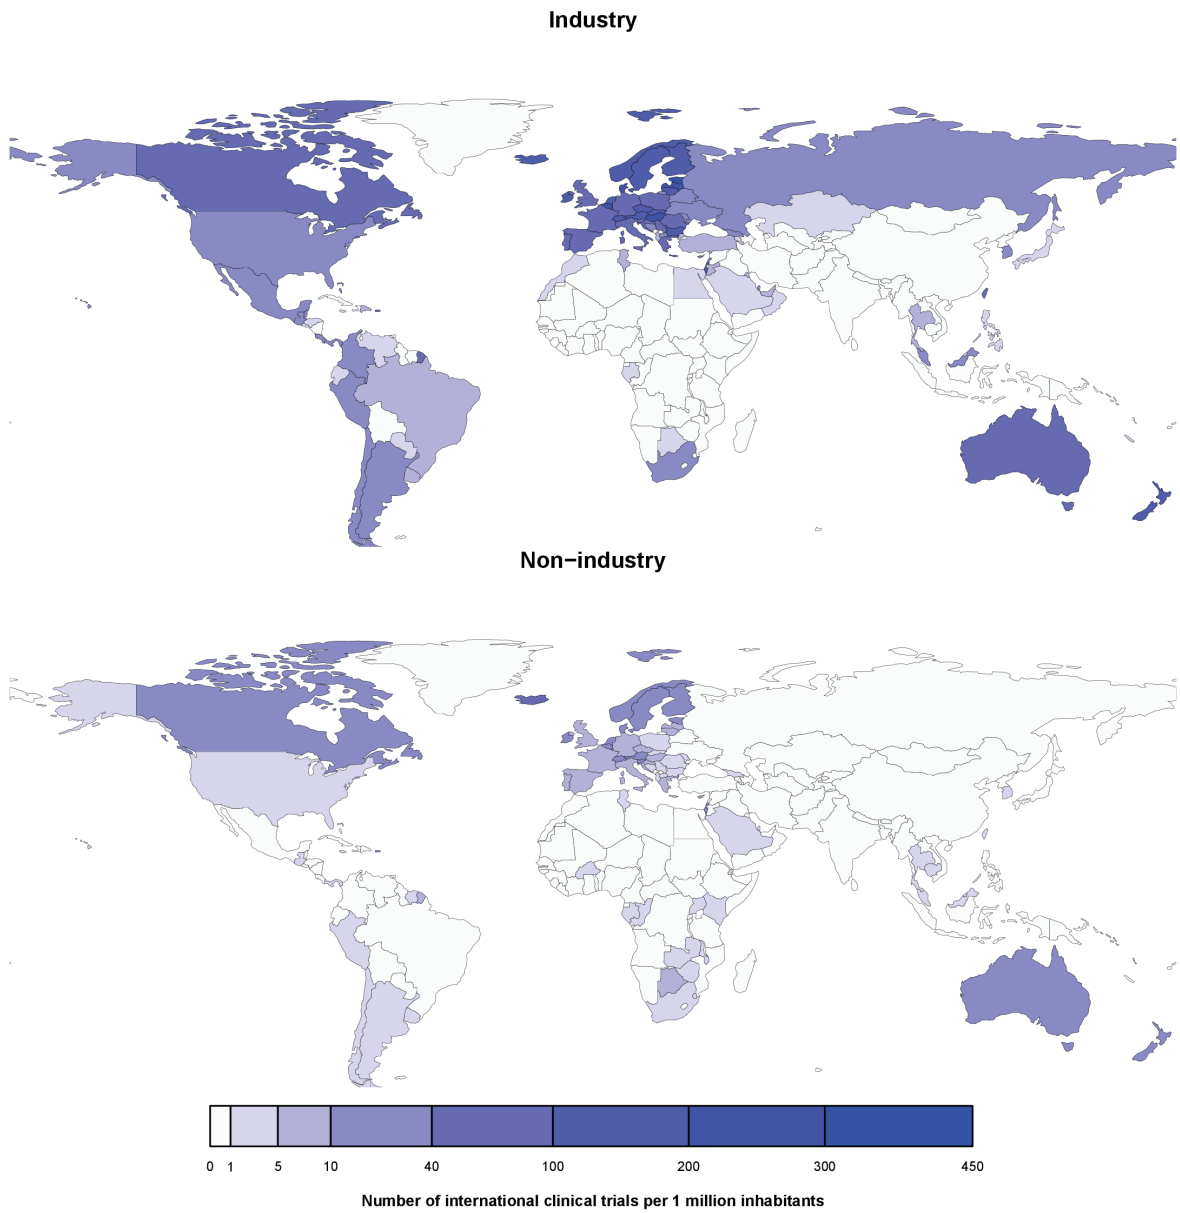 Industry
Non−industry
0 1 5 10 40 100 200 300 450
Number of international clinical trials per 1 million inhabitants